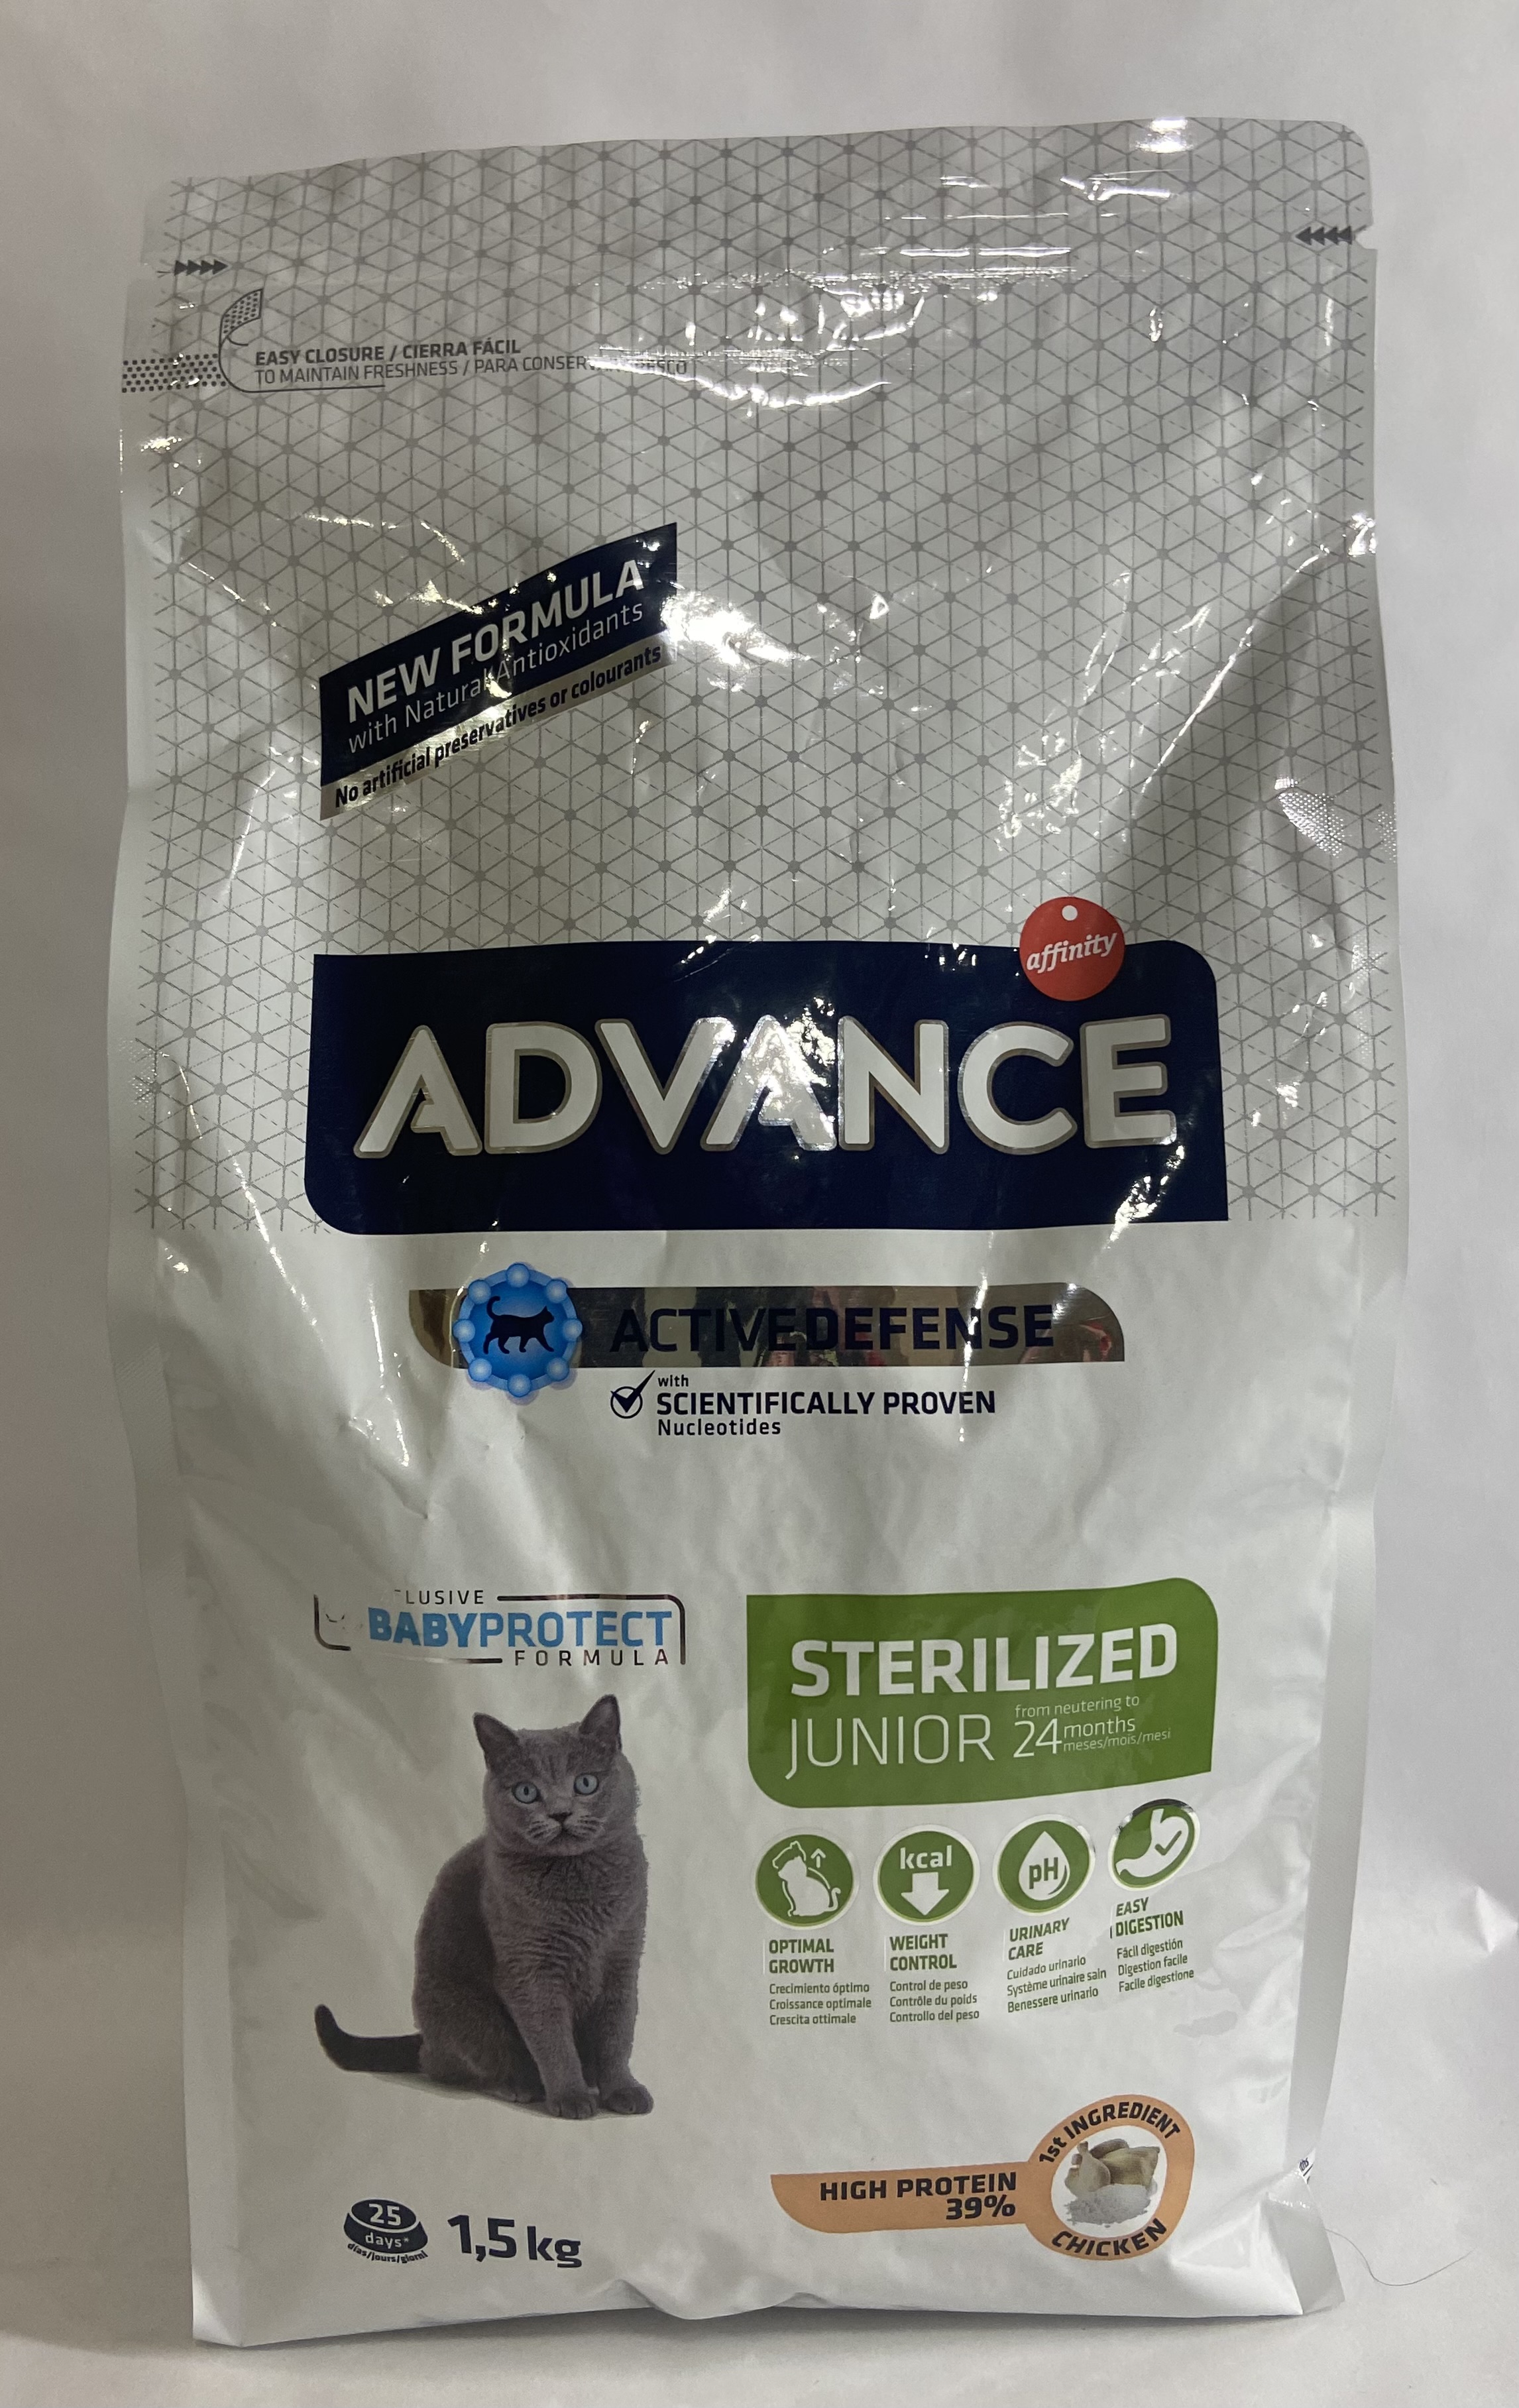 EASY CLOSURE / CIERRA FÁCIL
TO MAINTAIN FRESHNESS / PARA
NEW FORMULA
with Natural Antioxidants
No artificial preservatives or colourants
affinity
ADVANCE
ACTIVEDEFENSE
with
SCIENTIFICALLY PROVEN
Nucleotides
BABYPROTECT
FORMULA
STERILIZED
JUNIOR
from neutering to
24 months
meses/mois/mesi
kcal
pH
OPTIMAL
GROWTH
Crecimiento óptimo
Croissance optimale
Crescita ottimale
WEIGHT
CONTROL
Control de peso
Contrôle du poids
Controllo del peso
URINARY
CARE
Cuidado urinario
Système urinaire sain
Benessere urinario
EASY
DIGESTION
Fácil digestión
Digestion facile
Facile digestione
HIGH PROTEIN
39%
1st INGREDIENT
CHICKEN
25
days*
días/jours/giorni
1,5 kg